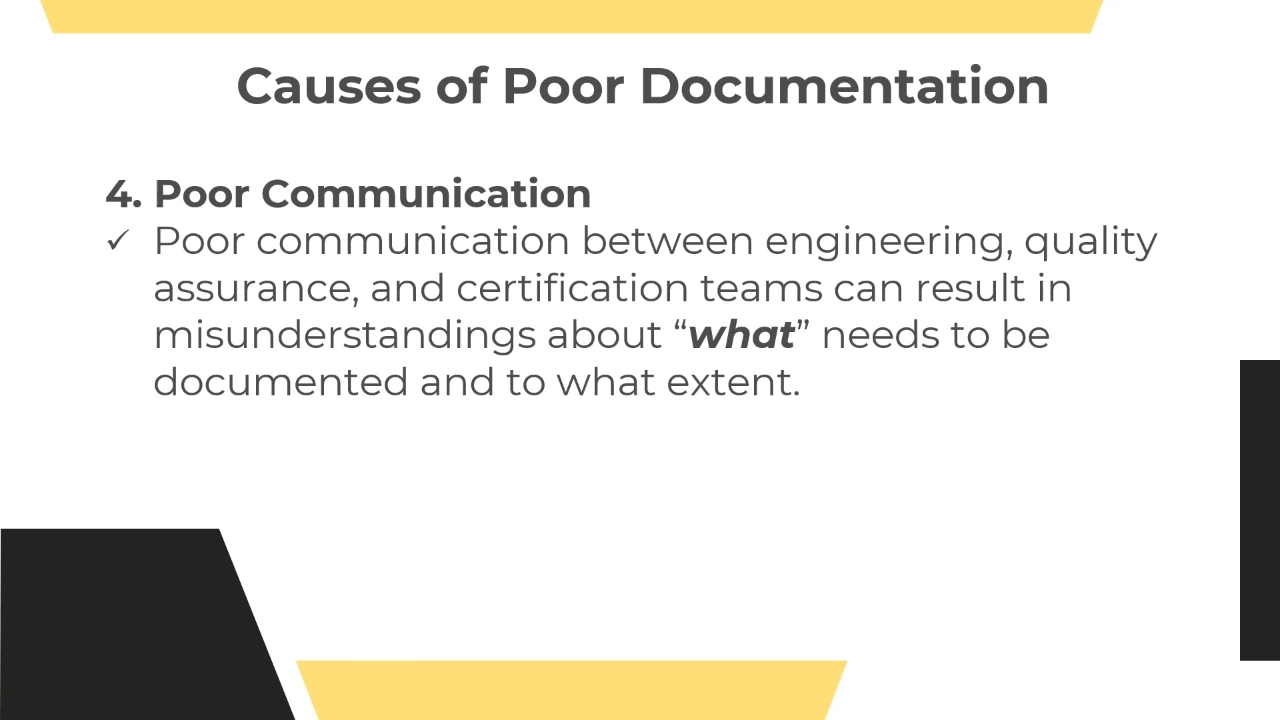 Causes of Poor Documentation
4. Poor Communication
✓ Poor communication between engineering, quality
assurance, and certification teams can result in
misunderstandings about “what” needs to be
documented and to what extent.